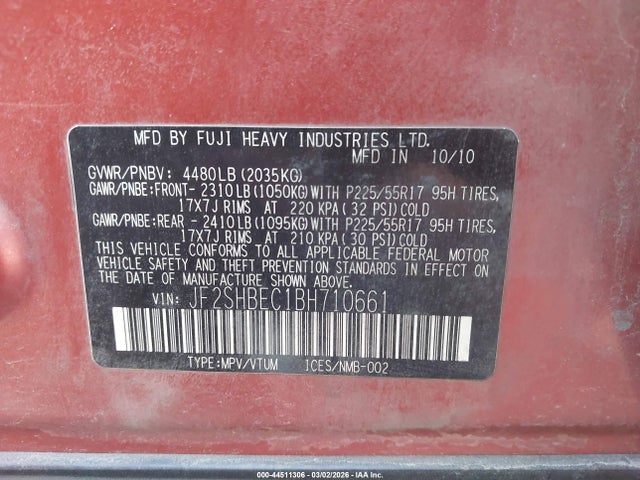 MFD BY FUJI HEAVY INDUSTRIES LTD.
MFD IN 10/10
GVWR/PNBV: 4480LB (2035KG)
GAWR/PNBE:FRONT- 2310LB(1050KG)WITH P225/55R17 95H TIRES,
17X7J RIMS AT 220 KPA(32 PSI)COLD
GAWR/PNBE:REAR -2410LB(1095KG)WITH P225/55R17 95H TIRES,
17X7J RIMS AT 210 KPA(30 PSI)COLD
THIS VEHICLE CONFORMS TO ALL APPLICABLE FEDERAL MOTOR
VEHICLE SAFETY AND THEFT PREVENTION STANDARDS IN EFFECT ON
THE DATE OF MANUFACTURE SHOWN ABOVE.
VIN: JF2SHBEC1BH710661
TYPE:MPV/VTUM 1CES/NMB-002
000-44511306 - 03/02/2026 - © IAA, Inc.